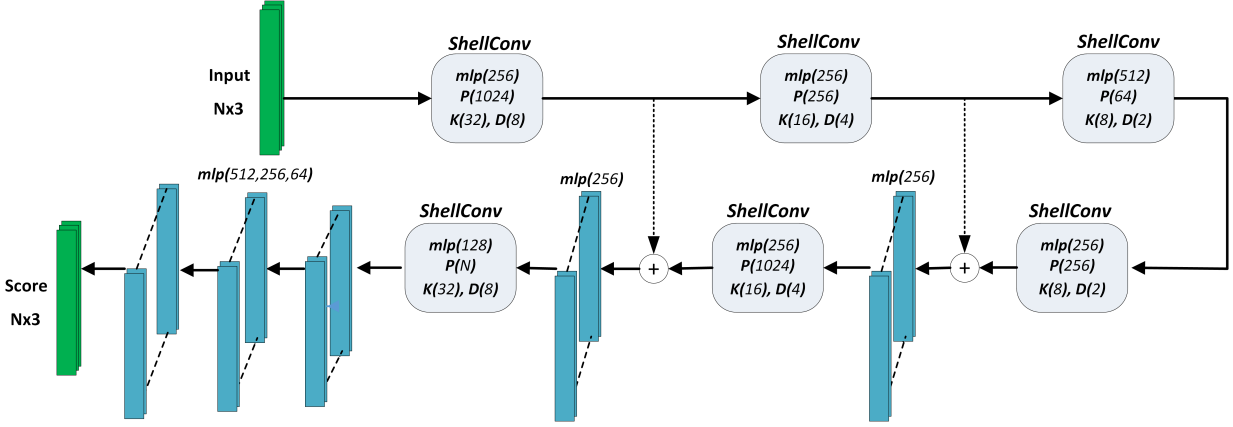 Input
Nx3
ShellConv
mlp(256)
P(1024)
K(32), D(8)
ShellConv
mlp(256)
P(256)
K(16), D(4)
ShellConv
mlp(512)
P(64)
K(8), D(2)
mlp(512,256,64)
mlp(256)
mlp(256)
Score
Nx3
ShellConv
mlp(128)
P(N)
K(32), D(8)
+
ShellConv
mlp(256)
P(1024)
K(16), D(4)
+
ShellConv
mlp(256)
P(256)
K(8), D(2)